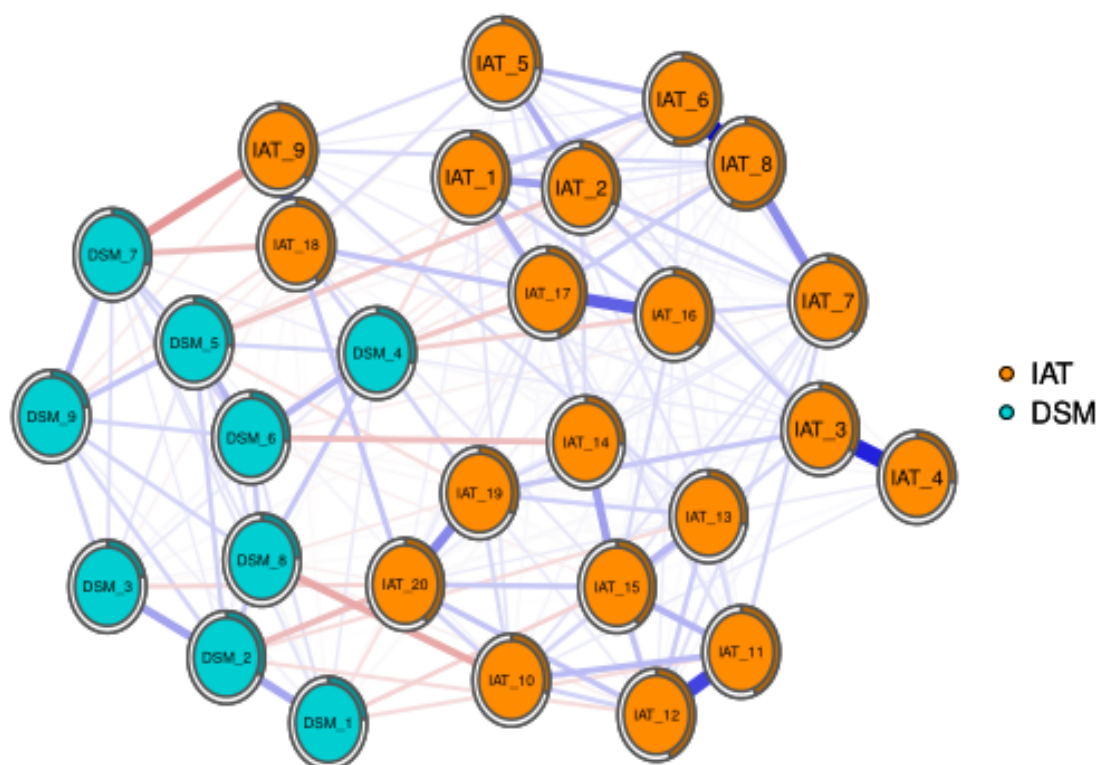 IAT_5
IAT_6
IAT_9
IAT_8
IAT_1
IAT_2
DSM_7
IAT_18
IAT_17
IAT_7
IAT_16
DSM_5
DSM_4
IAT
DSM
DSM_9
IAT_3
DSM_6
IAT_14
IAT_4
IAT_19
IAT_13
DSM_8
DSM_3
IAT_20
IAT_15
DSM_2
IAT_11
IAT_10
IAT_12
DSM_1